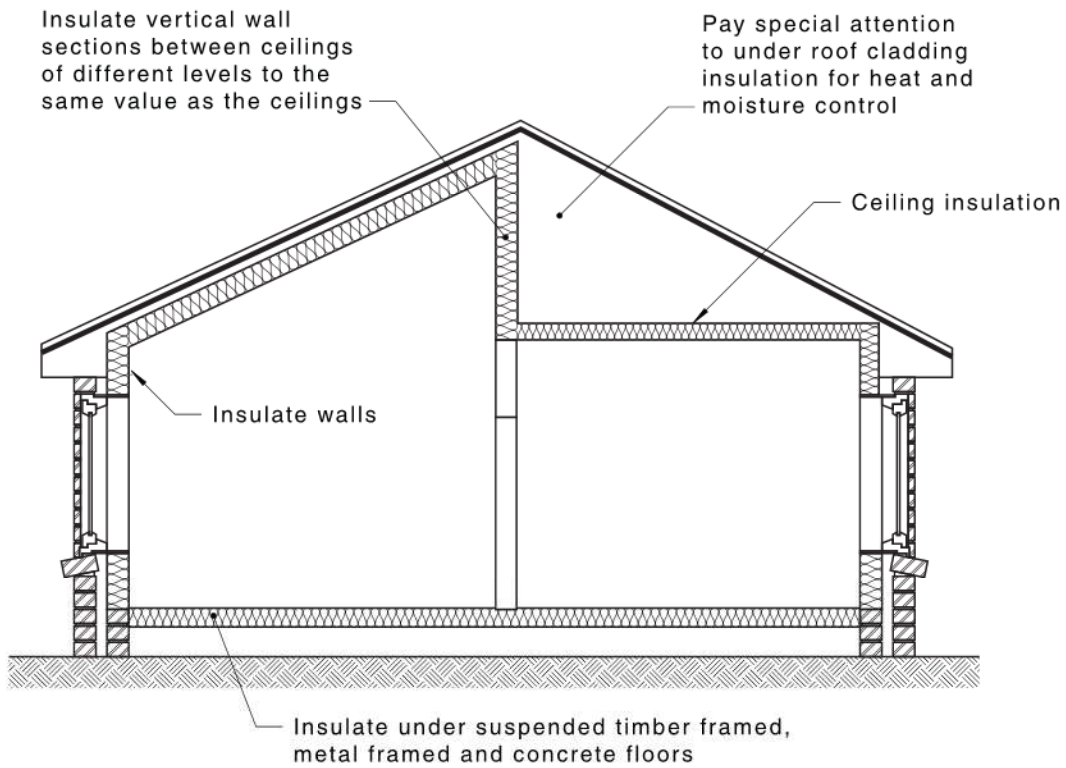 Insulate vertical wall
sections between ceilings
of different levels to the
same value as the ceilings
Pay special attention
to under roof cladding
insulation for heat and
moisture control
Ceiling insulation
Insulate walls
Insulate under suspended timber framed,
metal framed and concrete floors